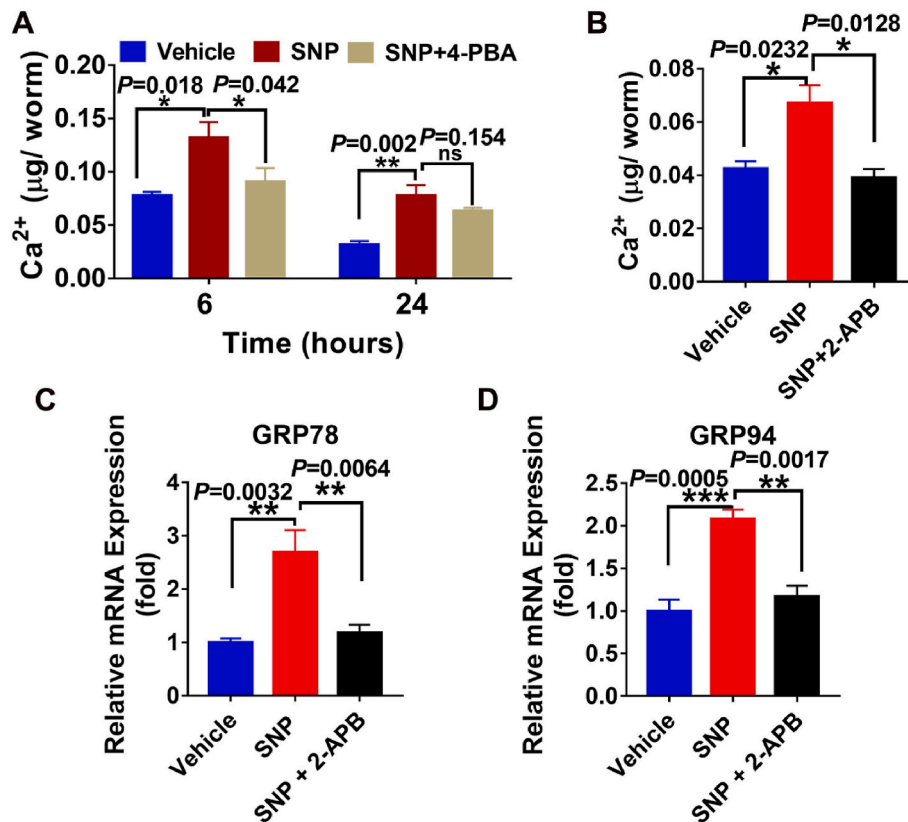 A
Vehicle SNP SNP+4-PBA
Ca²⁺ (μg/ worm)
0.20
0.15
0.10
0.05
0.00
P=0.018 P=0.042
* *
P=0.002 P=0.154
** ns
6 24
Time (hours)
B
P=0.0128
P=0.0232 *
*
Ca²⁺ (μg/ worm)
0.08
0.06
0.04
0.02
0.00
Vehicle
SNP
SNP+2-APB
C
GRP78
P=0.0064
P=0.0032 **
**
Relative mRNA Expression
(fold)
4
3
2
1
0
Vehicle
SNP
SNP + 2-APB
D
GRP94
P=0.0017
P=0.0005 **
***
Relative mRNA Expression
(fold)
2.5
2.0
1.5
1.0
0.5
0.0
Vehicle
SNP
SNP + 2-APB